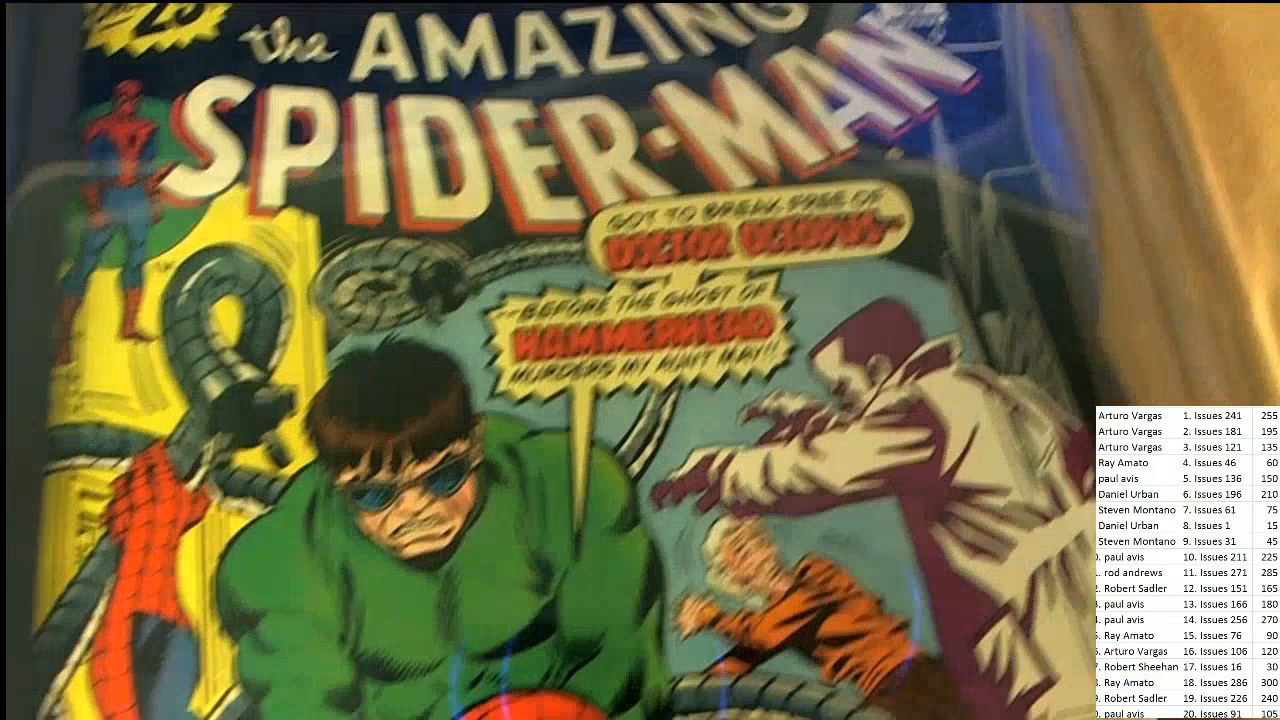 25
the AMAZING
SPIDER-MAN
GOT TO BREAK FREE OF
DOCTOR OCTOPUS--
--BEFORE THE GHOST OF
HAMMERHEAD
MURDERS MY AUNT MAY!!
Arturo Vargas 1. Issues 241 255
Arturo Vargas 2. Issues 181 195
Arturo Vargas 3. Issues 121 135
Ray Amato 4. Issues 46 60
paul avis 5. Issues 136 150
Daniel Urban 6. Issues 196 210
Steven Montano 7. Issues 61 75
Daniel Urban 8. Issues 1 15
Steven Montano 9. Issues 31 45
). paul avis 10. Issues 211 225
. rod andrews 11. Issues 271 285
. Robert Sadler 12. Issues 151 165
. paul avis 13. Issues 166 180
. paul avis 14. Issues 256 270
. Ray Amato 15. Issues 76 90
. Arturo Vargas 16. Issues 106 120
. Robert Sheehan 17. Issues 16 30
. Ray Amato 18. Issues 286 300
. Robert Sadler 19. Issues 226 240
). paul avis 20. Issues 91 105